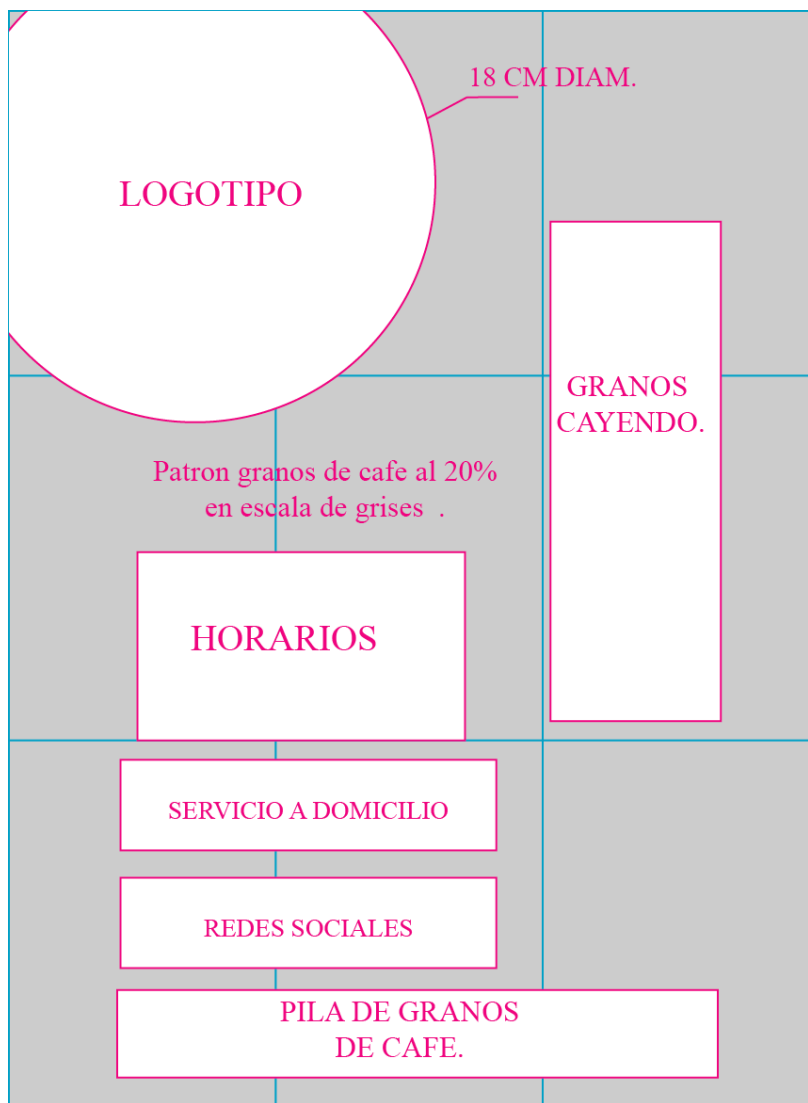 18 CM DIAM.
LOGOTIPO
GRANOS
CAYENDO.
Patron granos de cafe al 20%
en escala de grises .
HORARIOS
SERVICIO A DOMICILIO
REDES SOCIALES
PILA DE GRANOS
DE CAFE.